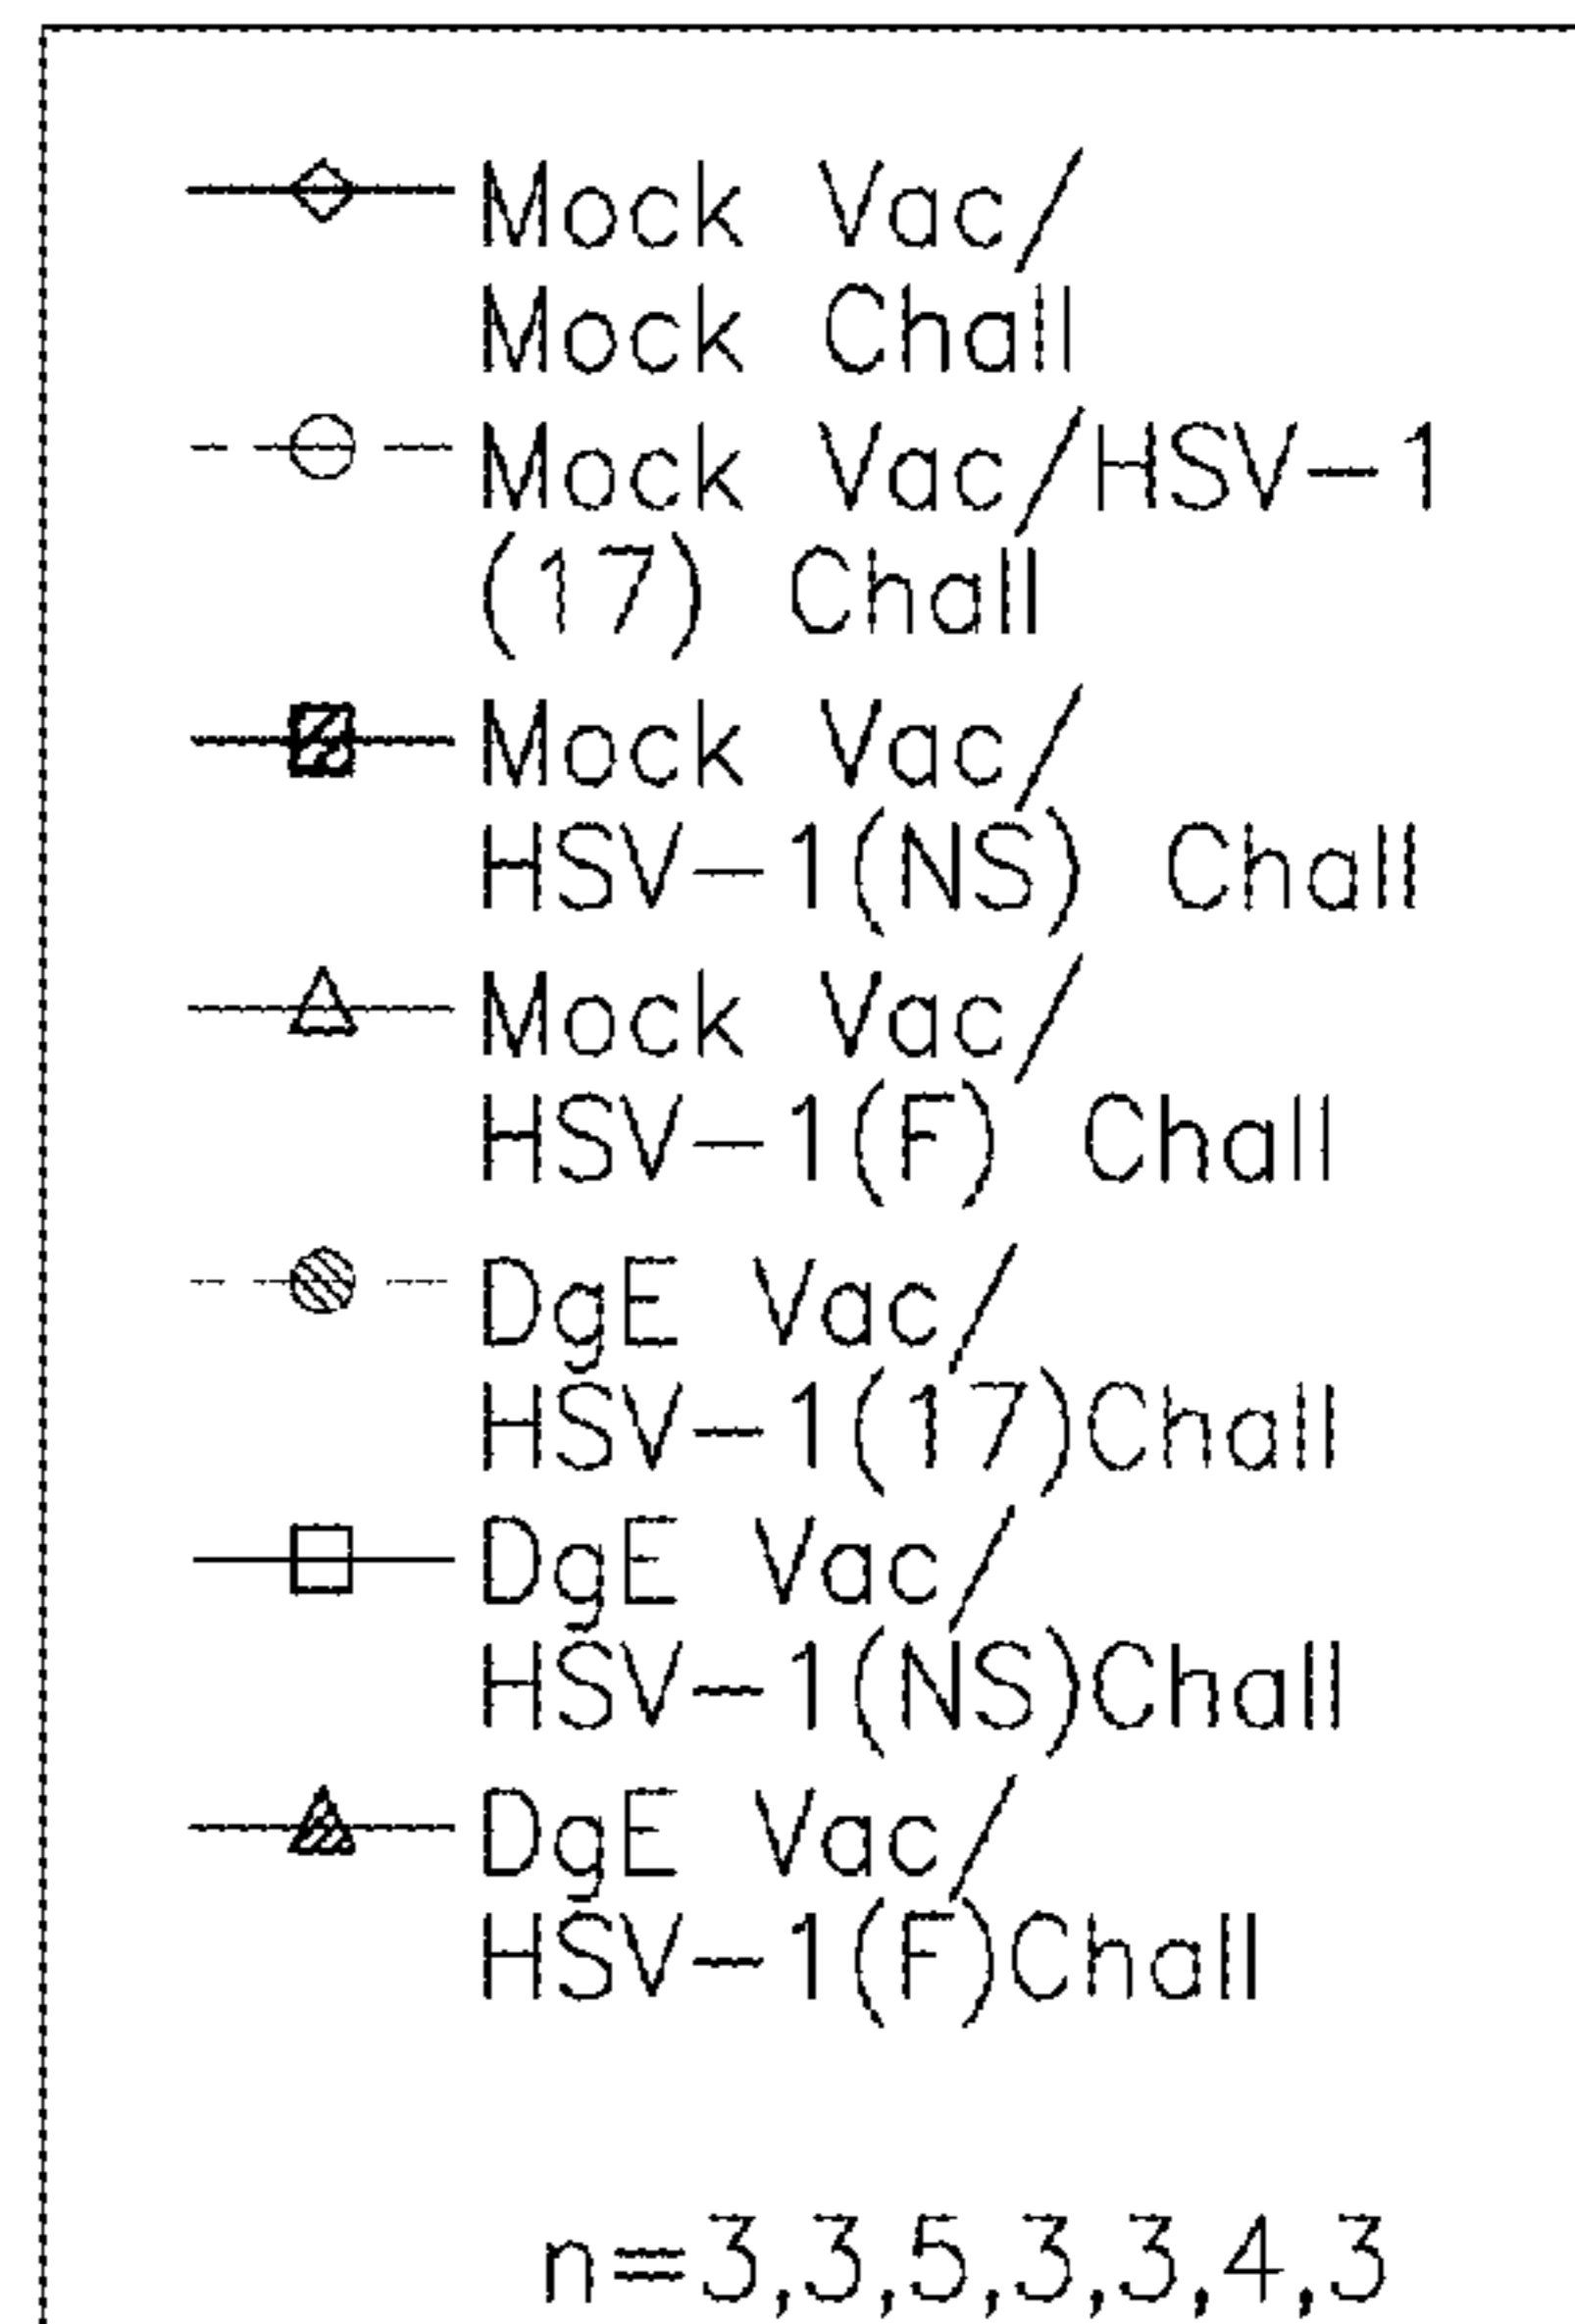 Mock Vac/
Mock Chall
Mock Vac/HSV-1
(17) Chall
Mock Vac/
HSV-1(NS) Chall
Mock Vac/
HSV-1(F) Chall
DgE Vac/
HSV-1(17)Chall
DgE Vac/
HSV-1(NS)Chall
DgE Vac/
HSV-1(F)Chall
n=3,3,5,3,3,4,3